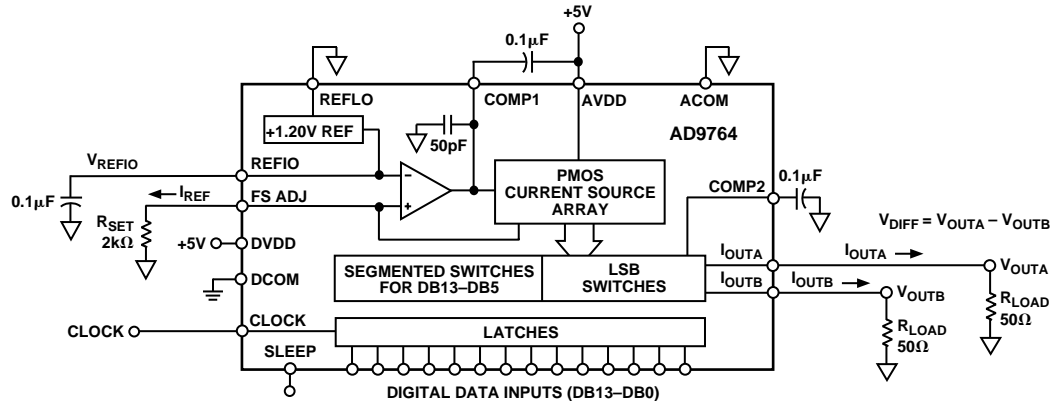 +5V
0.1μF
REFLO
COMP1
AVDD
ACOM
+1.20V REF
50pF
AD9764
V_REFIO
REFIO
PMOS
CURRENT SOURCE
ARRAY
COMP2
0.1μF
0.1μF
I_REF
FS ADJ
R_SET
2kΩ
+5V
DVDD
V_DIFF = V_OUTA – V_OUTB
DCOM
SEGMENTED SWITCHES
FOR DB13–DB5
LSB
SWITCHES
I_OUTA
I_OUTA
V_OUTA
I_OUTB
I_OUTB
V_OUTB
R_LOAD
50Ω
R_LOAD
50Ω
CLOCK
CLOCK
LATCHES
SLEEP
DIGITAL DATA INPUTS (DB13–DB0)